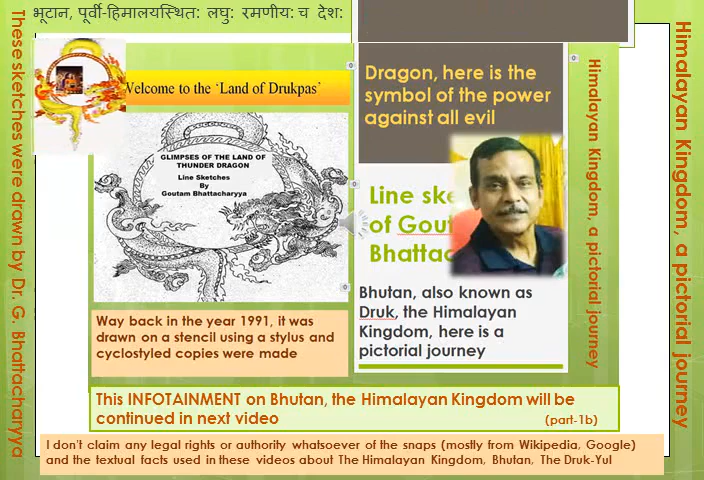 भूटान, पूर्वी-हिमालयस्थित: लघु: रमणीय: च देश:
These sketches were drawn by Dr. G. Bhattacharyya
Welcome to the ‘Land of Drukpas’
GLIMPSES OF THE LAND OF
THUNDER DRAGON
Line Sketches
By
Goutam Bhattacharyya
Way back in the year 1991, it was
drawn on a stencil using a stylus and
cyclostyled copies were made
Dragon, here is the
symbol of the power
against all evil
Line
of
Bhutan, also known as
Druk, the Himalayan
Kingdom, here is a
pictorial journey
Himalayan Kingdom, a pictorial journey
Himalayan Kingdom, a pictorial journey
This INFOTAINMENT on Bhutan, the Himalayan Kingdom will be
continued in next video (part-1b)
I don't claim any legal rights or authority whatsoever of the snaps (mostly from Wikipedia, Google)
and the textual facts used in these videos about The Himalayan Kingdom, Bhutan, The Druk-Yul